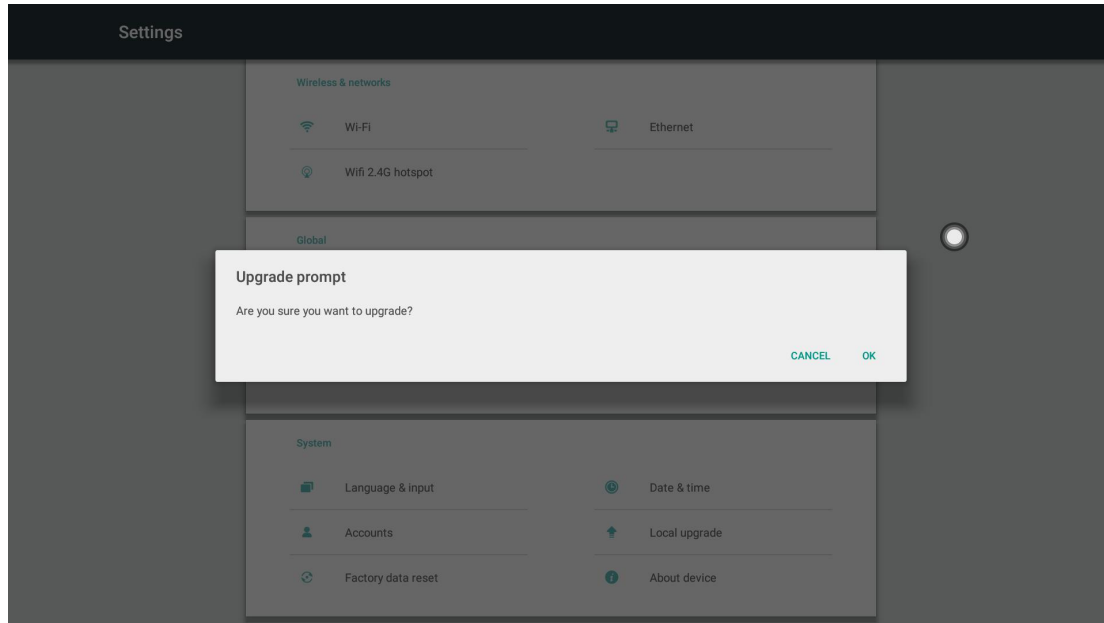 Settings
Wireless & networks
Wi-Fi
Ethernet
Wifi 2.4G hotspot
Global
Upgrade prompt
Are you sure you want to upgrade?
CANCEL OK
System
Language & input
Date & time
Accounts
Local upgrade
Factory data reset
About device